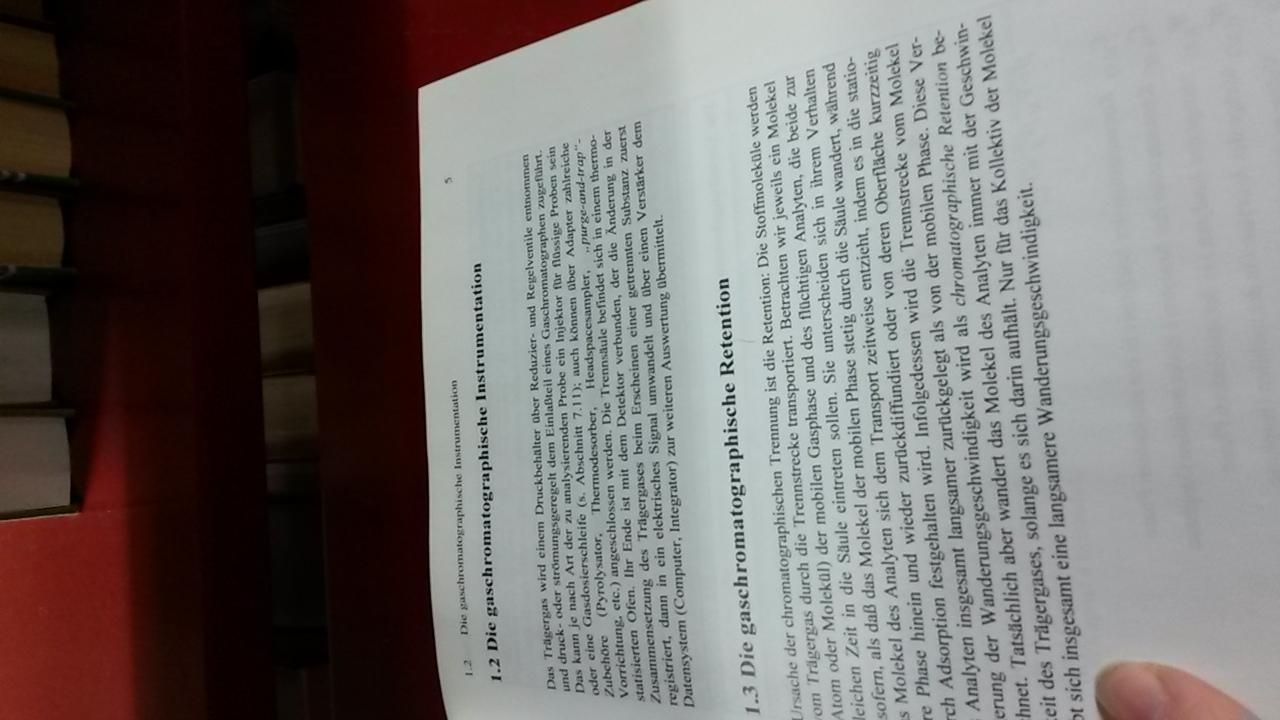 1.2 Die gaschromatographische Instrumentation 5
1.2 Die gaschromatographische Instrumentation
Das Trägergas wird einem Druckbehälter über Reduzier- und Regelventile entnommen
und druck- oder strömungsgeregelt dem Einlaßteil eines Gaschromatographen zugeführt.
Das kann je nach Art der zu analysierenden Probe ein Injektor für flüssige Proben sein
oder eine Gasdosierschleife (s. Abschnitt 7.11); auch können über Adapter zahlreiche
Zubehöre (Pyrolysator, Thermodesorber, Headspacesampler, „purge-and-trap“-
Vorrichtung, etc.) angeschlossen werden. Die Trennsäule befindet sich in einem thermo-
statisierten Ofen. Ihr Ende ist mit dem Detektor verbunden, der die Änderung in der
Zusammensetzung des Trägergases beim Erscheinen einer getrennten Substanz zuerst
registriert, dann in ein elektrisches Signal umwandelt und über einen Verstärker dem
Datensystem (Computer, Integrator) zur weiteren Auswertung übermittelt.
1.3 Die gaschromatographische Retention
Ursache der chromatographischen Trennung ist die Retention: Die Stoffmoleküle werden
vom Trägergas durch die Trennstrecke transportiert. Betrachten wir jeweils ein Molekel
Atom oder Molekül) der mobilen Gasphase und des flüchtigen Analyten, die beide zur
leichen Zeit in die Säule eintreten sollen. Sie unterscheiden sich in ihrem Verhalten
sofern, als daß das Molekel der mobilen Phase stetig durch die Säule wandert, während
s Molekel des Analyten sich dem Transport zeitweise entzieht, indem es in die statio-
re Phase hinein und wieder zurückdiffundiert oder von deren Oberfläche kurzzeitig
rch Adsorption festgehalten wird. Infolgedessen wird die Trennstrecke vom Molekel
Analyten insgesamt langsamer zurückgelegt als von der mobilen Phase. Diese Ver-
erung der Wanderungsgeschwindigkeit wird als chromatographische Retention be-
hnet. Tatsächlich aber wandert das Molekel des Analyten immer mit der Geschwin-
eit des Trägergases, solange es sich darin aufhält. Nur für das Kollektiv der Molekel
bt sich insgesamt eine langsamere Wanderungsgeschwindigkeit.